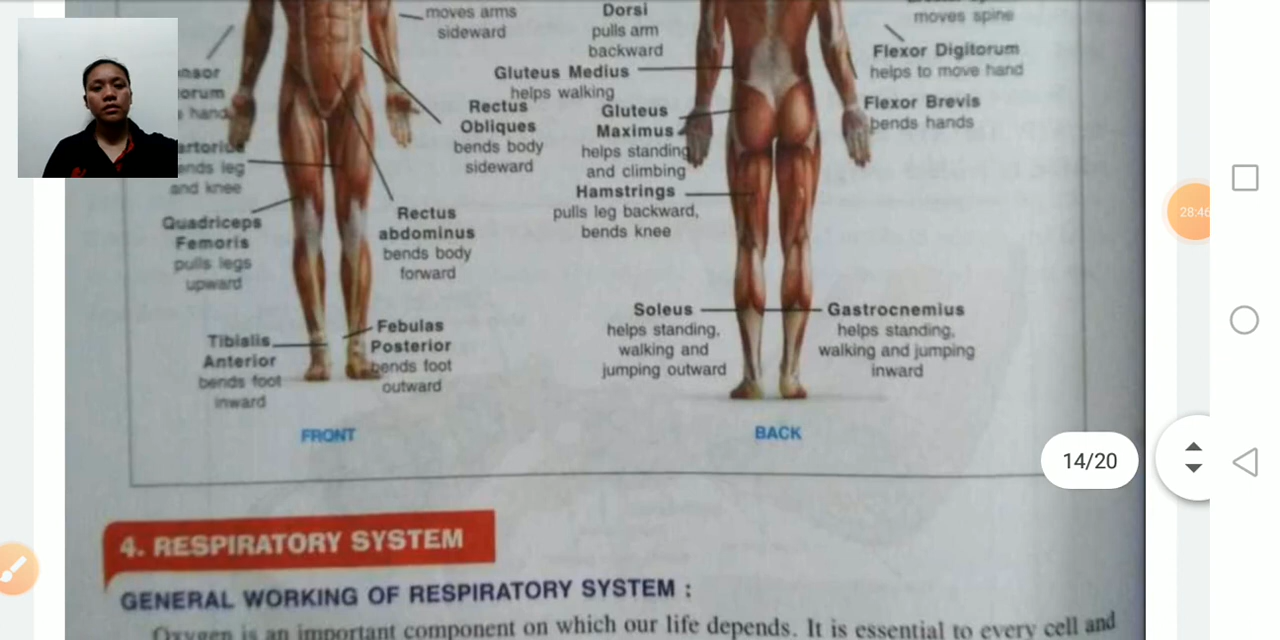 moves arms
sideward
Dorsi
pulls arm
backward
moves spine
Flexor Digitorum
helps to move hand
Flexor Brevis
bends hands
Gluteus Medius
helps walking
Gluteus
Maximus
helps standing
and climbing
Hamstrings
pulls leg backward,
bends knee
Rectus
Obliques
bends body
sideward
hand
and knee
Quadriceps
Femoris
pulls legs
upward
Rectus
abdominus
bends body
forward
Tibialis
Anterior
bends foot
inward
Febulas
Posterior
bends foot
outward
Soleus
helps standing,
walking and
jumping outward
Gastrocnemius
helps standing,
walking and jumping
inward
FRONT
BACK
28:46
14/20
4. RESPIRATORY SYSTEM
GENERAL WORKING OF RESPIRATORY SYSTEM :
Oxygen is an important component on which our life depends. It is essential to every cell and